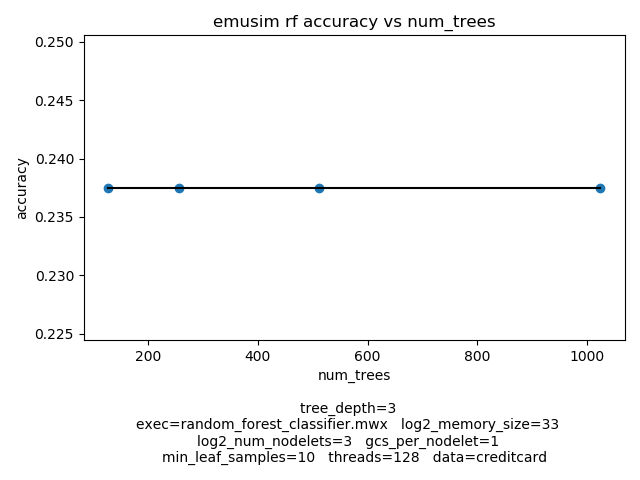 emusim rf accuracy vs num_trees
0.250
0.245
0.240
0.235
0.230
0.225
accuracy
200 400 600 800 1000
num_trees
tree_depth=3
exec=random_forest_classifier.mwx log2_memory_size=33
log2_num_nodelets=3 gcs_per_nodelet=1
min_leaf_samples=10 threads=128 data=creditcard